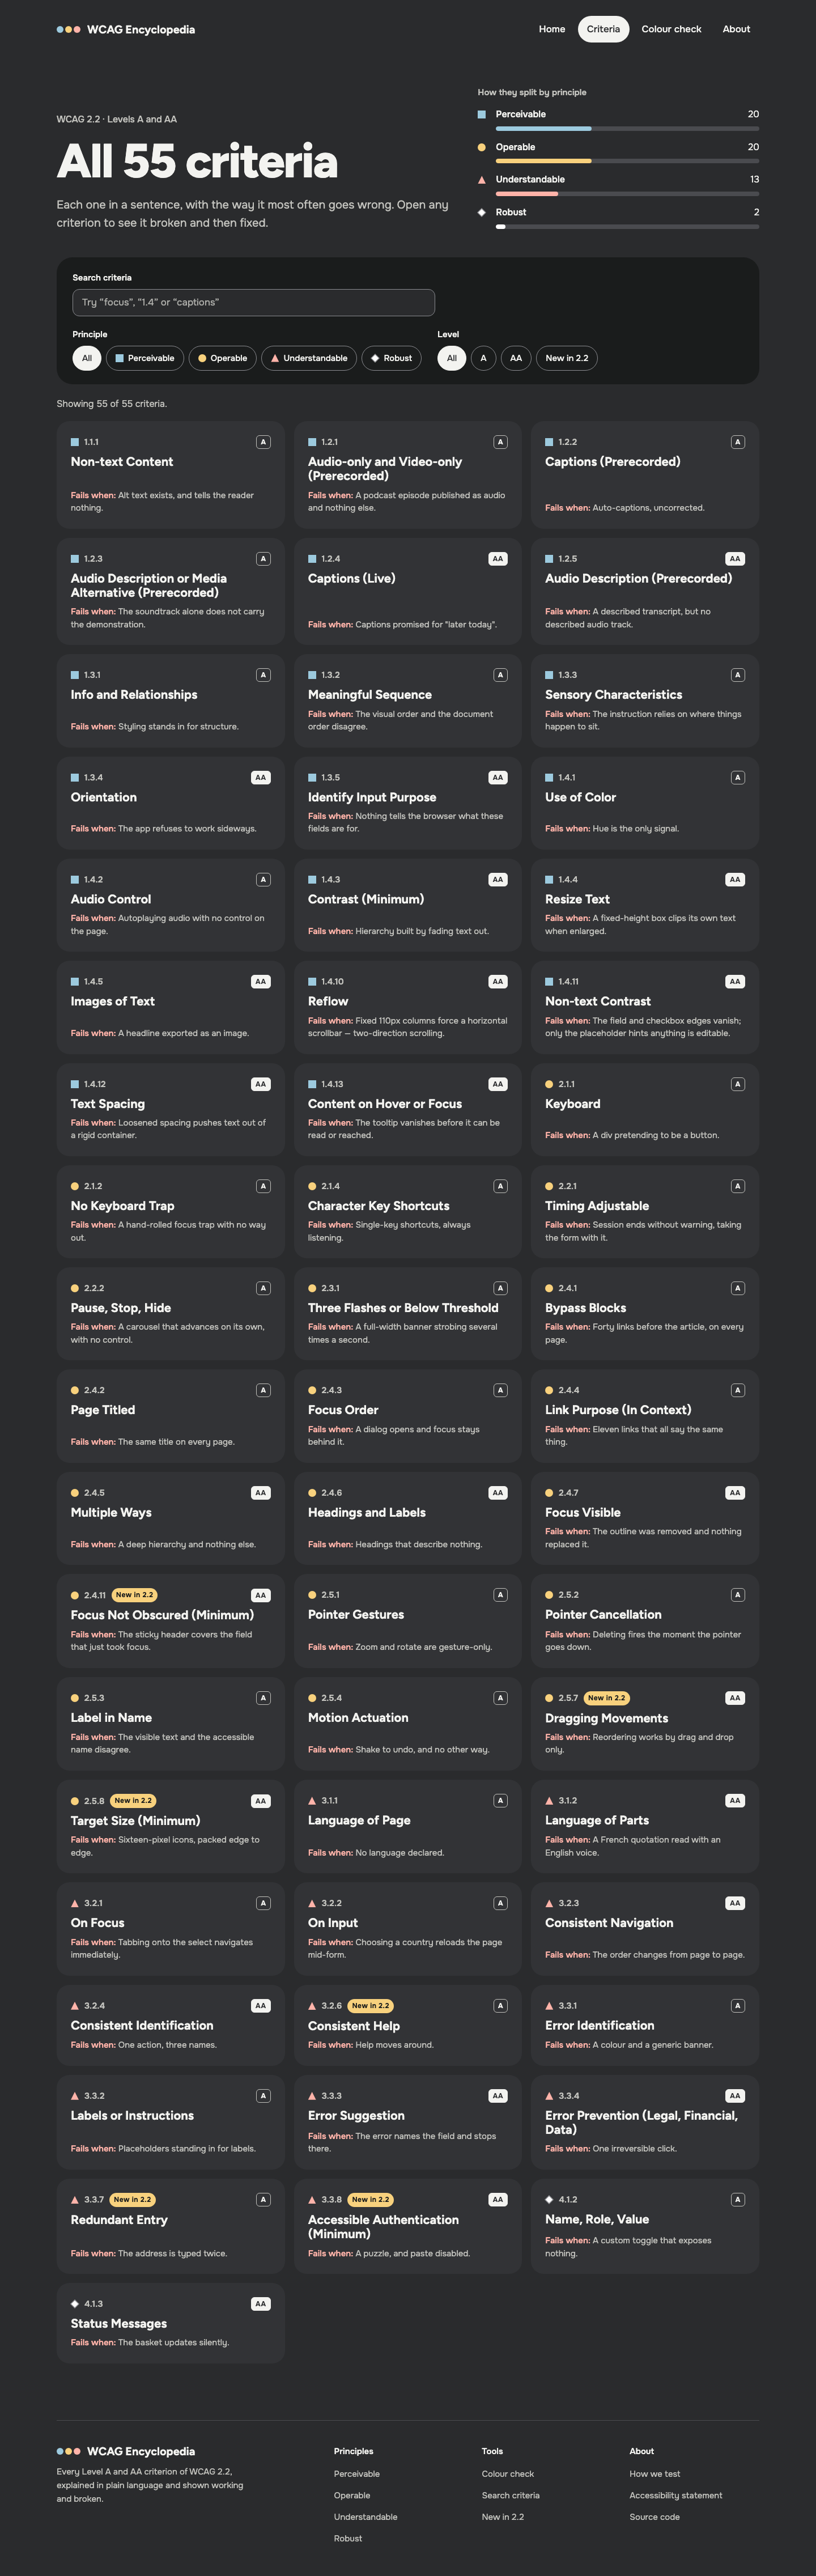 WCAG Encyclopedia
Home
Criteria
Colour check
About
WCAG 2.2 · Levels A and AA
All 55 criteria
Each one in a sentence, with the way it most often goes wrong. Open any
criterion to see it broken and then fixed.
How they split by principle
Perceivable 20
Operable 20
Understandable 13
Robust 2
Search criteria
Try "focus", "1.4" or "captions"
Principle
All
Perceivable
Operable
Understandable
Robust
Level
All
A
AA
New in 2.2
Showing 55 of 55 criteria.
1.1.1 A
Non-text Content
Fails when: Alt text exists, and tells the reader
nothing.
1.2.1 A
Audio-only and Video-only
(Prerecorded)
Fails when: A podcast episode published as audio
and nothing else.
1.2.2 A
Captions (Prerecorded)
Fails when: Auto-captions, uncorrected.
1.2.3 A
Audio Description or Media
Alternative (Prerecorded)
Fails when: The soundtrack alone does not carry
the demonstration.
1.2.4 AA
Captions (Live)
Fails when: Captions promised for "later today".
1.2.5 AA
Audio Description (Prerecorded)
Fails when: A described transcript, but no
described audio track.
1.3.1 A
Info and Relationships
Fails when: Styling stands in for structure.
1.3.2 A
Meaningful Sequence
Fails when: The visual order and the document
order disagree.
1.3.3 A
Sensory Characteristics
Fails when: The instruction relies on where things
happen to sit.
1.3.4 AA
Orientation
Fails when: The app refuses to work sideways.
1.3.5 AA
Identify Input Purpose
Fails when: Nothing tells the browser what these
fields are for.
1.4.1 A
Use of Color
Fails when: Hue is the only signal.
1.4.2 A
Audio Control
Fails when: Autoplaying audio with no control on
the page.
1.4.3 AA
Contrast (Minimum)
Fails when: Hierarchy built by fading text out.
1.4.4 AA
Resize Text
Fails when: A fixed-height box clips its own text
when enlarged.
1.4.5 AA
Images of Text
Fails when: A headline exported as an image.
1.4.10 AA
Reflow
Fails when: Fixed 110px columns force a horizontal
scrollbar — two-direction scrolling.
1.4.11 AA
Non-text Contrast
Fails when: The field and checkbox edges vanish;
only the placeholder hints anything is editable.
1.4.12 AA
Text Spacing
Fails when: Loosened spacing pushes text out of
a rigid container.
1.4.13 AA
Content on Hover or Focus
Fails when: The tooltip vanishes before it can be
read or reached.
2.1.1 A
Keyboard
Fails when: A div pretending to be a button.
2.1.2 A
No Keyboard Trap
Fails when: A hand-rolled focus trap with no way
out.
2.1.4 A
Character Key Shortcuts
Fails when: Single-key shortcuts, always
listening.
2.2.1 A
Timing Adjustable
Fails when: Session ends without warning, taking
the form with it.
2.2.2 A
Pause, Stop, Hide
Fails when: A carousel that advances on its own,
with no control.
2.3.1 A
Three Flashes or Below Threshold
Fails when: A full-width banner strobing several
times a second.
2.4.1 A
Bypass Blocks
Fails when: Forty links before the article, on every
page.
2.4.2 A
Page Titled
Fails when: The same title on every page.
2.4.3 A
Focus Order
Fails when: A dialog opens and focus stays
behind it.
2.4.4 A
Link Purpose (In Context)
Fails when: Eleven links that all say the same
thing.
2.4.5 AA
Multiple Ways
Fails when: A deep hierarchy and nothing else.
2.4.6 AA
Headings and Labels
Fails when: Headings that describe nothing.
2.4.7 AA
Focus Visible
Fails when: The outline was removed and nothing
replaced it.
2.4.11 New in 2.2 AA
Focus Not Obscured (Minimum)
Fails when: The sticky header covers the field
that just took focus.
2.5.1 A
Pointer Gestures
Fails when: Zoom and rotate are gesture-only.
2.5.2 A
Pointer Cancellation
Fails when: Deleting fires the moment the pointer
goes down.
2.5.3 A
Label in Name
Fails when: The visible text and the accessible
name disagree.
2.5.4 A
Motion Actuation
Fails when: Shake to undo, and no other way.
2.5.7 New in 2.2 AA
Dragging Movements
Fails when: Reordering works by drag and drop
only.
2.5.8 New in 2.2 AA
Target Size (Minimum)
Fails when: Sixteen-pixel icons, packed edge to
edge.
3.1.1 A
Language of Page
Fails when: No language declared.
3.1.2 AA
Language of Parts
Fails when: A French quotation read with an
English voice.
3.2.1 A
On Focus
Fails when: Tabbing onto the select navigates
immediately.
3.2.2 A
On Input
Fails when: Choosing a country reloads the page
mid-form.
3.2.3 AA
Consistent Navigation
Fails when: The order changes from page to page.
3.2.4 AA
Consistent Identification
Fails when: One action, three names.
3.2.6 New in 2.2 A
Consistent Help
Fails when: Help moves around.
3.3.1 A
Error Identification
Fails when: A colour and a generic banner.
3.3.2 A
Labels or Instructions
Fails when: Placeholders standing in for labels.
3.3.3 AA
Error Suggestion
Fails when: The error names the field and stops
there.
3.3.4 AA
Error Prevention (Legal, Financial,
Data)
Fails when: One irreversible click.
3.3.7 New in 2.2 A
Redundant Entry
Fails when: The address is typed twice.
3.3.8 New in 2.2 AA
Accessible Authentication
(Minimum)
Fails when: A puzzle, and paste disabled.
4.1.2 A
Name, Role, Value
Fails when: A custom toggle that exposes
nothing.
4.1.3 AA
Status Messages
Fails when: The basket updates silently.
WCAG Encyclopedia
Every Level A and AA criterion of WCAG 2.2,
explained in plain language and shown working
and broken.
Principles
Perceivable
Operable
Understandable
Robust
Tools
Colour check
Search criteria
New in 2.2
About
How we test
Accessibility statement
Source code